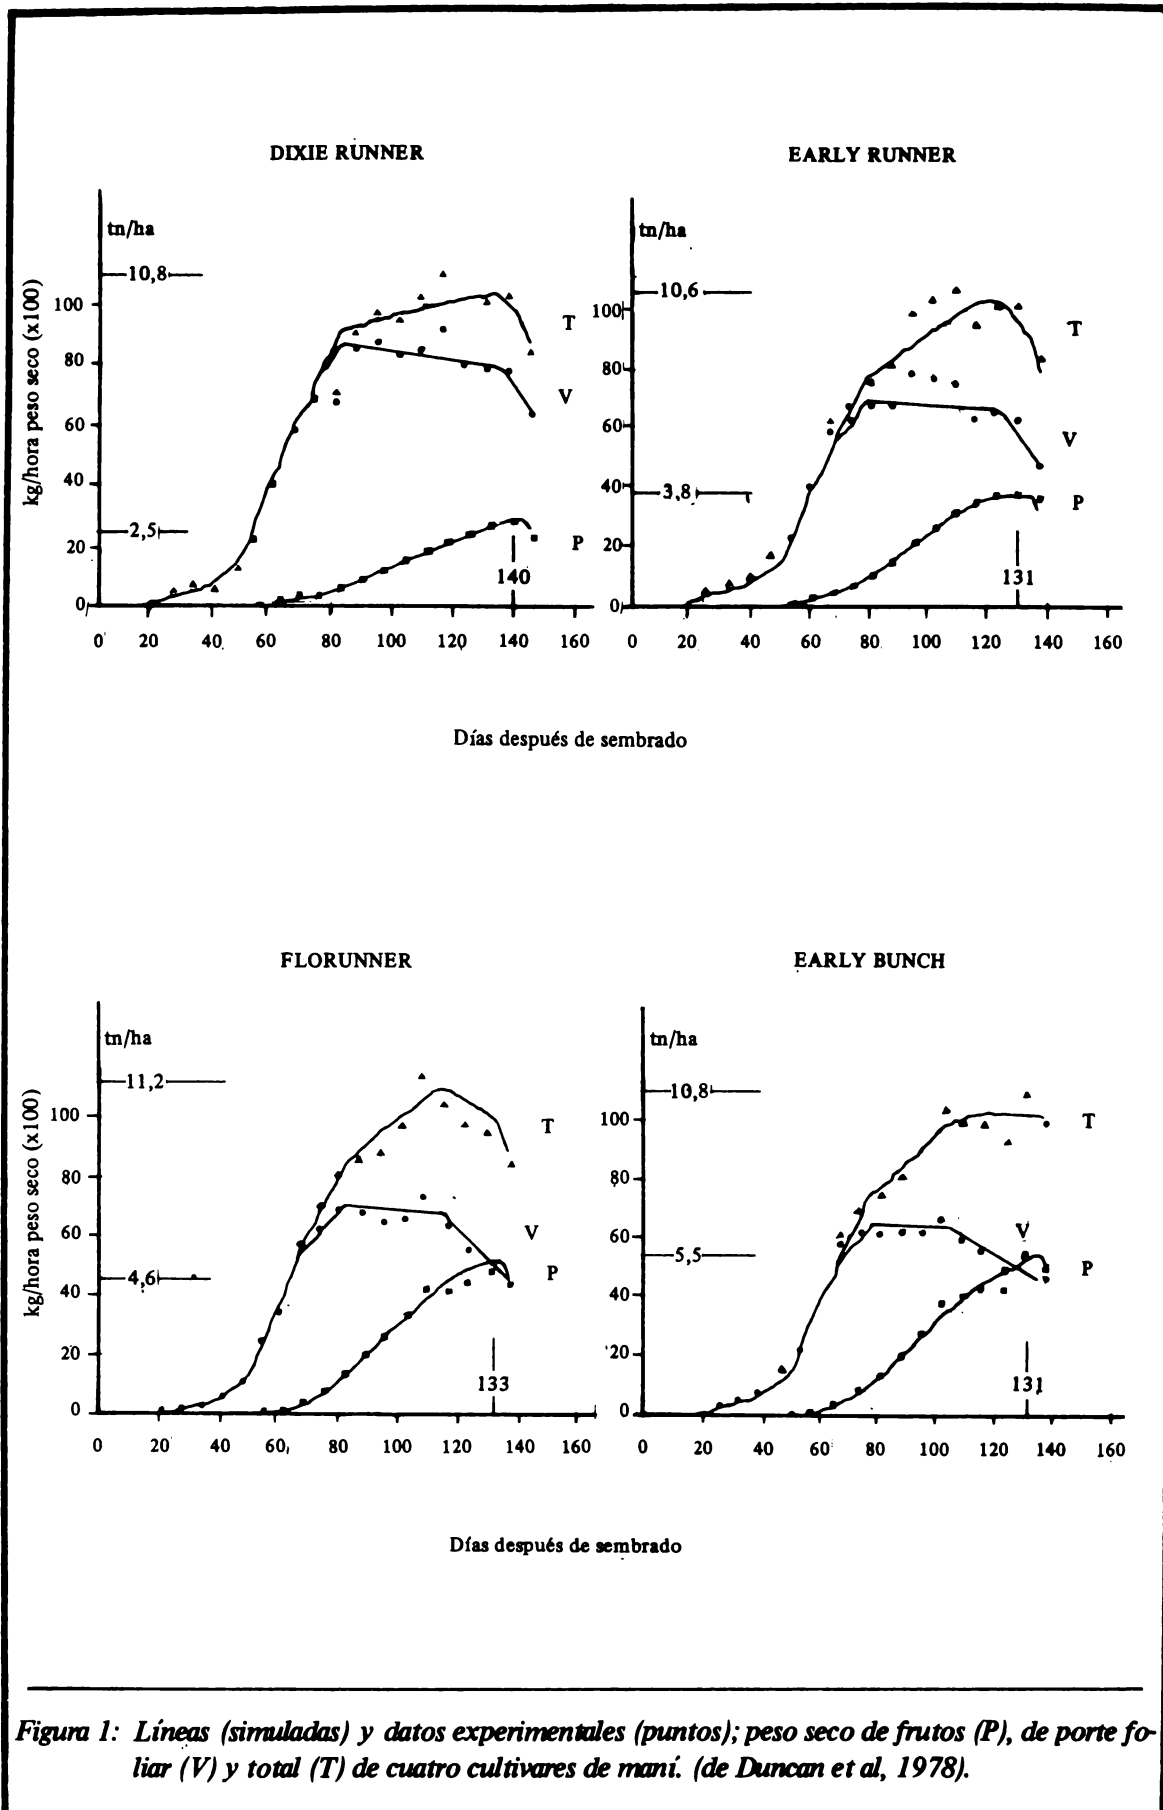 DIXIE RUNNER
tn/ha
10,8
100
80
60
40
2,5
20
0
T
V
P
140
0 20 40 60 80 100 120 140 160
kg/hora peso seco (x100)
EARLY RUNNER
tn/ha
10,6
100
80
60
40
3,8
20
0
T
V
P
131
0 20 40 60 80 100 120 140 160
Días después de sembrado
FLORUNNER
tn/ha
11,2
100
80
60
4,6
40
20
0
T
V
P
133
0 20 40 60 80 100 120 140 160
kg/hora peso seco (x100)
EARLY BUNCH
tn/ha
10,8
100
80
60
5,5
40
20
0
T
V
P
131
0 20 40 60 80 100 120 140 160
Días después de sembrado
Figura 1: Líneas (simuladas) y datos experimentales (puntos); peso seco de frutos (P), de porte fo-
liar (V) y total (T) de cuatro cultivares de maní. (de Duncan et al, 1978).